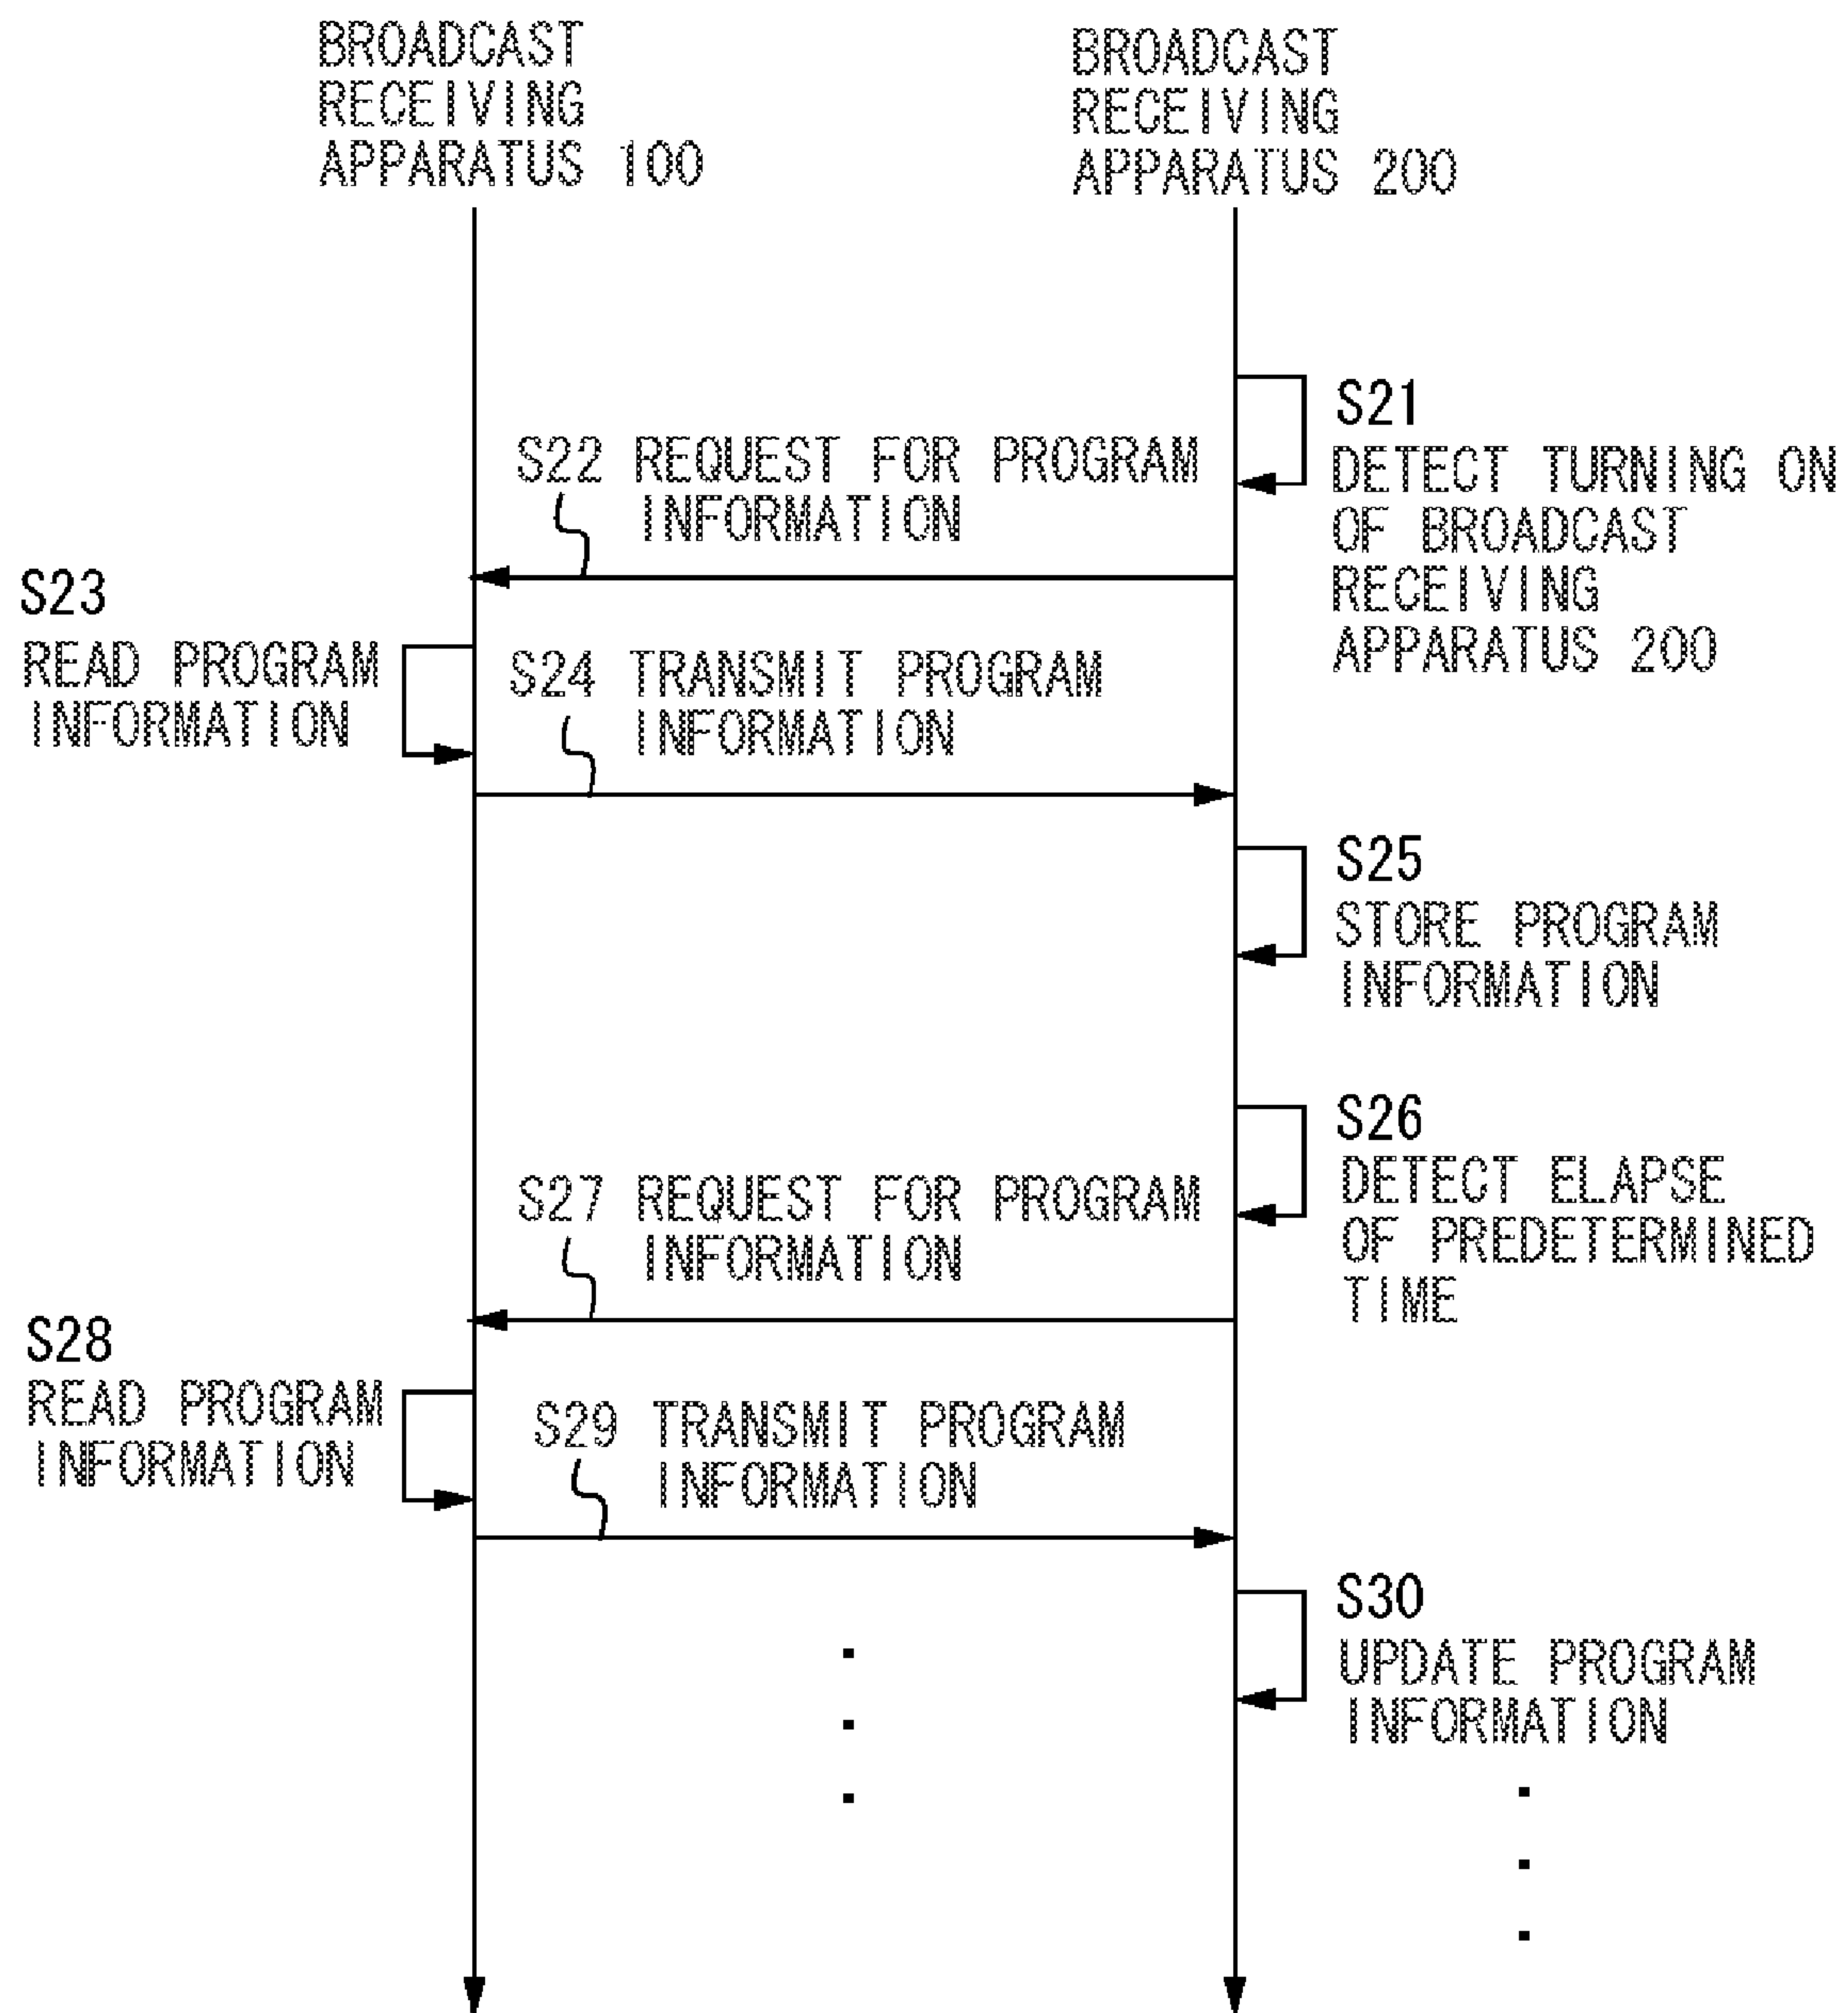 BROADCAST
RECEIVING
APPARATUS 100
BROADCAST
RECEIVING
APPARATUS 200
S21
DETECT TURNING ON
OF BROADCAST
RECEIVING
APPARATUS 200
S22 REQUEST FOR PROGRAM
INFORMATION
S23
READ PROGRAM
INFORMATION
S24 TRANSMIT PROGRAM
INFORMATION
S25
STORE PROGRAM
INFORMATION
S26
DETECT ELAPSE
OF PREDETERMINED
TIME
S27 REQUEST FOR PROGRAM
INFORMATION
S28
READ PROGRAM
INFORMATION
S29 TRANSMIT PROGRAM
INFORMATION
S30
UPDATE PROGRAM
INFORMATION